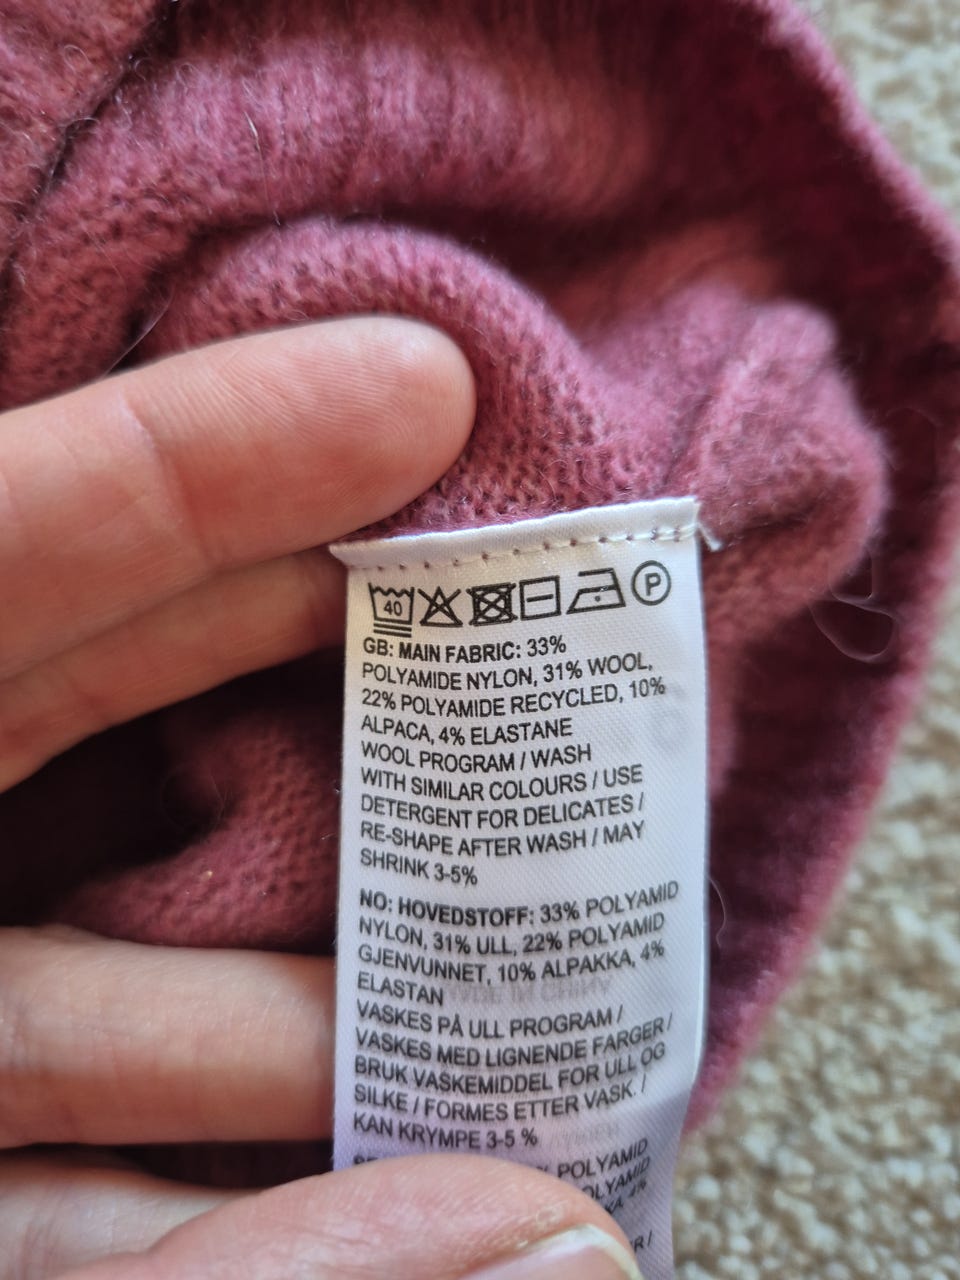 40 P
GB: MAIN FABRIC: 33%
POLYAMIDE NYLON, 31% WOOL,
22% POLYAMIDE RECYCLED, 10%
ALPACA, 4% ELASTANE
WOOL PROGRAM / WASH
WITH SIMILAR COLOURS / USE
DETERGENT FOR DELICATES /
RE-SHAPE AFTER WASH / MAY
SHRINK 3-5%
NO: HOVEDSTOFF: 33% POLYAMID
NYLON, 31% ULL, 22% POLYAMID
GJENVUNNET, 10% ALPAKKA, 4%
ELASTAN
VASKES PÅ ULL PROGRAM /
VASKES MED LIGNENDE FARGER /
BRUK VASKEMIDDEL FOR ULL OG
SILKE / FORMES ETTER VASK. /
KAN KRYMPE 3-5 %
POLYAMID